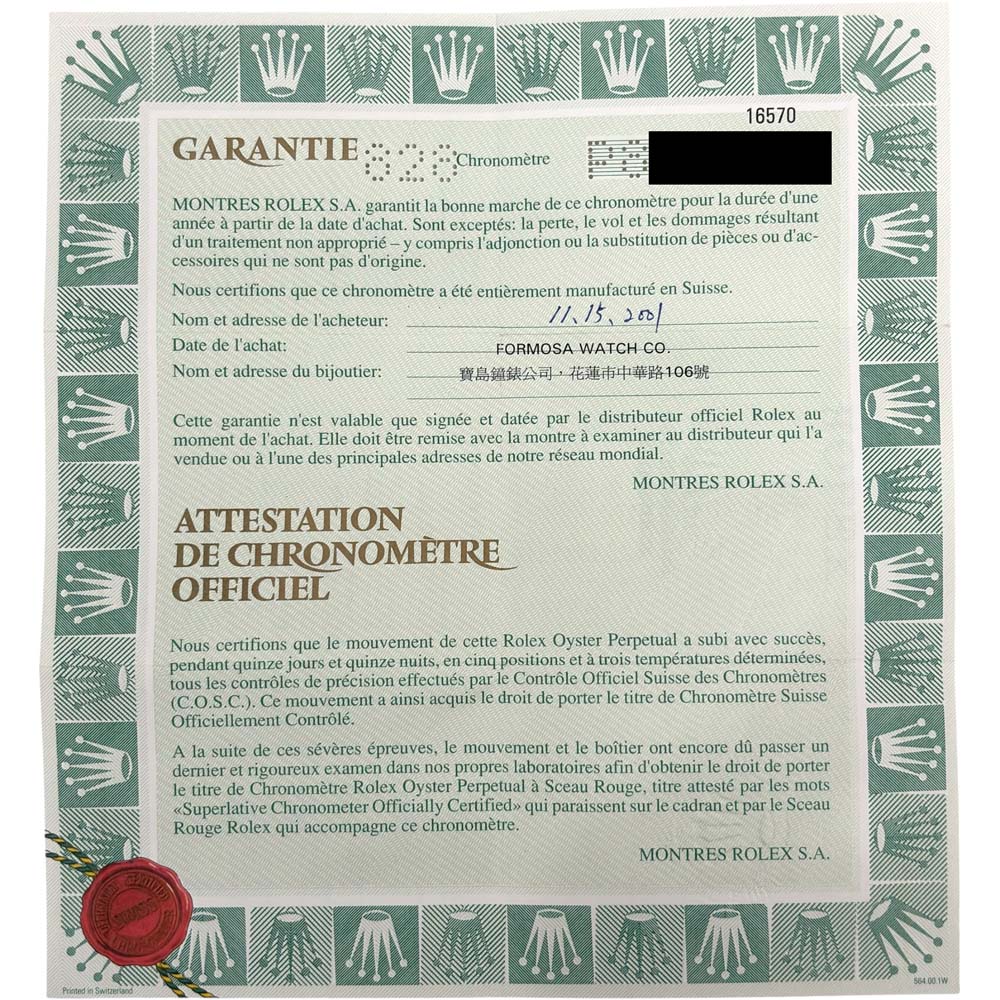 16570
GARANTIE 828 Chronomètre
MONTRES ROLEX S.A. garantit la bonne marche de ce chronomètre pour la durée d'une
année à partir de la date d'achat. Sont exceptés: la perte, le vol et les dommages résultant
d'un traitement non approprié – y compris l'adjonction ou la substitution de pièces ou d'ac-
cessoires qui ne sont pas d'origine.
Nous certifions que ce chronomètre a été entièrement manufacturé en Suisse.
Nom et adresse de l'acheteur: 11.15.2001
Date de l'achat: FORMOSA WATCH CO.
Nom et adresse du bijoutier: 寶島鐘錶公司，花蓮市中華路106號
Cette garantie n'est valable que signée et datée par le distributeur officiel Rolex au
moment de l'achat. Elle doit être remise avec la montre à examiner au distributeur qui l'a
vendue ou à l'une des principales adresses de notre réseau mondial.
MONTRES ROLEX S.A.
ATTESTATION
DE CHRONOMÈTRE
OFFICIEL
Nous certifions que le mouvement de cette Rolex Oyster Perpetual a subi avec succès,
pendant quinze jours et quinze nuits, en cinq positions et à trois températures déterminées,
tous les contrôles de précision effectués par le Contrôle Officiel Suisse des Chronomètres
(C.O.S.C.). Ce mouvement a ainsi acquis le droit de porter le titre de Chronomètre Suisse
Officiellement Contrôlé.
A la suite de ces sévères épreuves, le mouvement et le boîtier ont encore dû passer un
dernier et rigoureux examen dans nos propres laboratoires afin d'obtenir le droit de porter
le titre de Chronomètre Rolex Oyster Perpetual à Sceau Rouge, titre attesté par les mots
«Superlative Chronometer Officially Certified» qui paraissent sur le cadran et par le Sceau
Rouge Rolex qui accompagne ce chronomètre.
MONTRES ROLEX S.A.
Printed in Switzerland
564.00.1W